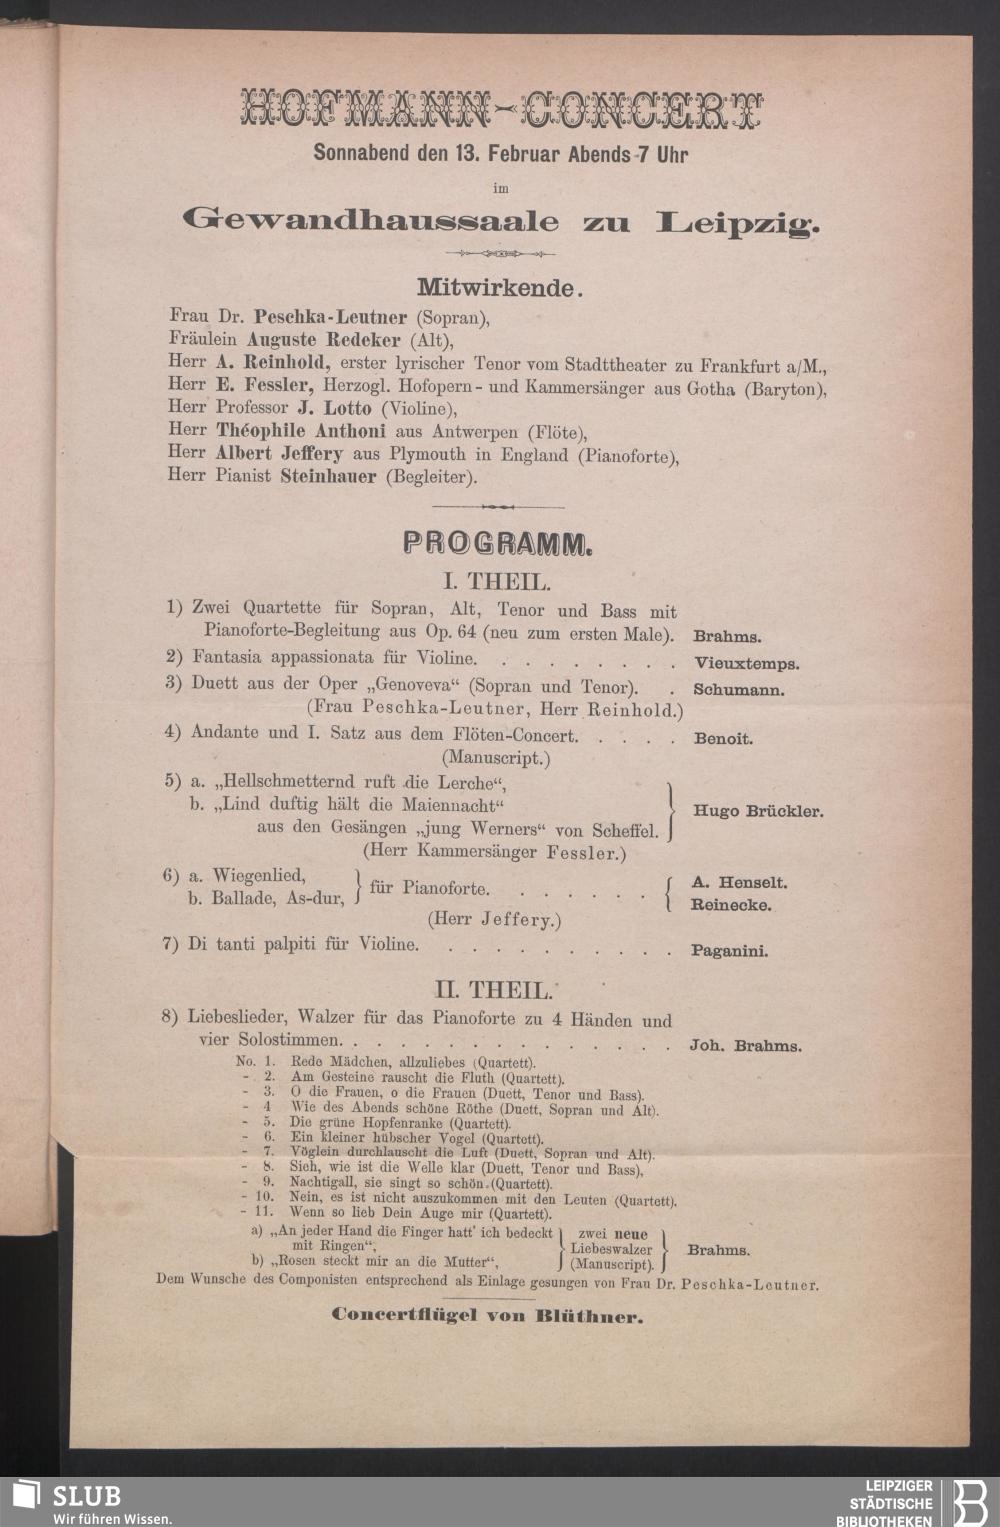 HOFMANN-CONCERT
Sonnabend den 13. Februar Abends 7 Uhr
im
Gewandhaussaale zu Leipzig.
Mitwirkende.
Frau Dr. Peschka-Leutner (Sopran),
Fräulein Auguste Redeker (Alt),
Herr A. Reinhold, erster lyrischer Tenor vom Stadttheater zu Frankfurt a/M.,
Herr E. Fessler, Herzogl. Hofopern- und Kammersänger aus Gotha (Baryton),
Herr Professor J. Lotto (Violine),
Herr Théophile Anthoni aus Antwerpen (Flöte),
Herr Albert Jeffery aus Plymouth in England (Pianoforte),
Herr Pianist Steinhauer (Begleiter).
PROGRAMM.
I. THEIL.
1) Zwei Quartette für Sopran, Alt, Tenor und Bass mit
Pianoforte-Begleitung aus Op. 64 (neu zum ersten Male). Brahms.
2) Fantasia appassionata für Violine. . . . . . . . . Vieuxtemps.
3) Duett aus der Oper „Genoveva“ (Sopran und Tenor). . Schumann.
(Frau Peschka-Leutner, Herr Reinhold.)
4) Andante und I. Satz aus dem Flöten-Concert. . . . . Benoit.
(Manuscript.)
5) a. „Hellschmetternd ruft die Lerche“,
b. „Lind duftig hält die Maiennacht“
aus den Gesängen „jung Werners“ von Scheffel. Hugo Brückler.
(Herr Kammersänger Fessler.)
6) a. Wiegenlied,
b. Ballade, As-dur, für Pianoforte. . . . . . . A. Henselt.
Reinecke.
(Herr Jeffery.)
7) Di tanti palpiti für Violine. . . . . . . . . . Paganini.
II. THEIL.
8) Liebeslieder, Walzer für das Pianoforte zu 4 Händen und
vier Solostimmen. . . . . . . . . . . . . . . Joh. Brahms.
No. 1. Rede Mädchen, allzuliebes (Quartett).
- 2. Am Gesteine rauscht die Fluth (Quartett).
- 3. O die Frauen, o die Frauen (Duett, Tenor und Bass).
- 4 Wie des Abends schöne Röthe (Duett, Sopran und Alt).
- 5. Die grüne Hopfenranke (Quartett).
- 6. Ein kleiner hübscher Vogel (Quartett).
- 7. Vöglein durchlauscht die Luft (Duett, Sopran und Alt).
- 8. Sieh, wie ist die Welle klar (Duett, Tenor und Bass),
- 9. Nachtigall, sie singt so schön (Quartett).
- 10. Nein, es ist nicht auszukommen mit den Leuten (Quartett).
- 11. Wenn so lieb Dein Auge mir (Quartett).
a) „An jeder Hand die Finger hatt' ich bedeckt
mit Ringen“,
b) „Rosen steckt mir an die Mutter“,
zwei neue
Liebeswalzer
(Manuscript).
Brahms.
Dem Wunsche des Componisten entsprechend als Einlage gesungen von Frau Dr. Peschka-Leutner.
Concertflügel von Blüthner.
SLUB
Wir führen Wissen.
LEIPZIGER
STÄDTISCHE
BIBLIOTHEKEN